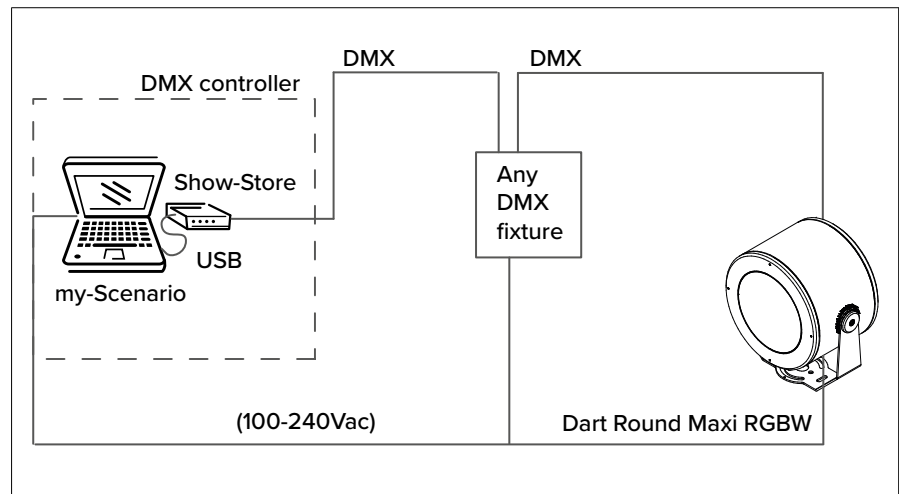 DMX
DMX
DMX controller
Show-Store
USB
my-Scenario
Any
DMX
fixture
(100-240Vac)
Dart Round Maxi RGBW